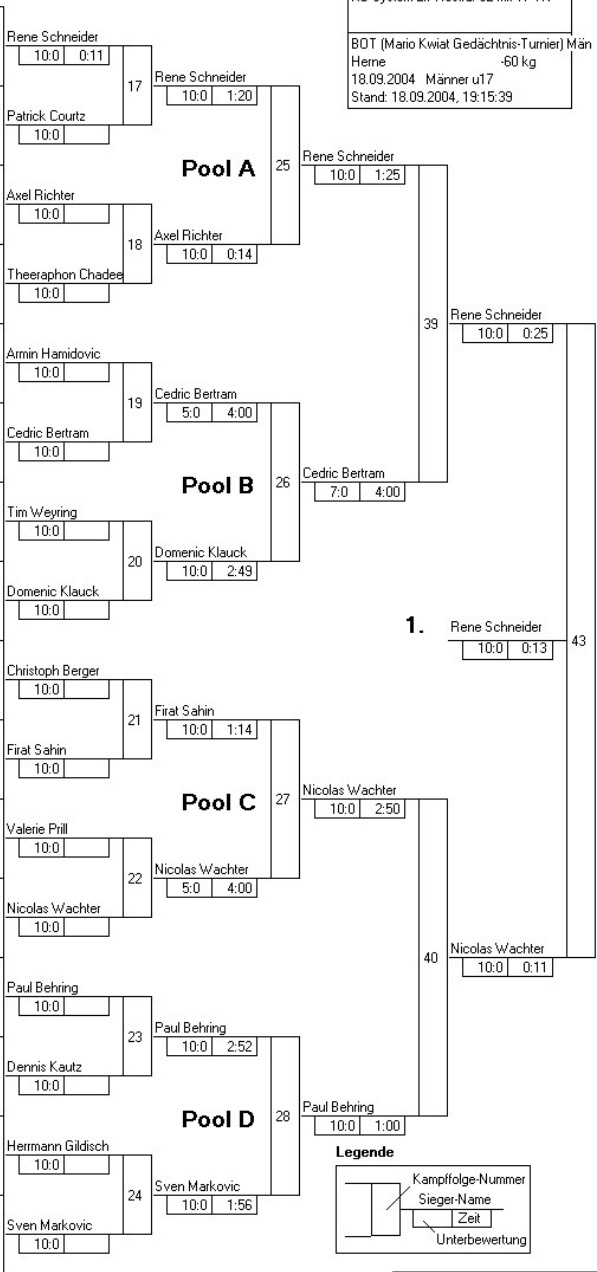 BOT (Mario Kwiat Gedächtnis-Turnier) Män
Herne -60 kg
18.09.2004 Männer u17
Stand: 18.09.2004, 19:15:39
Rene Schneider
10:0 0:11
17
Patrick Courtz
10:0
Rene Schneider
10:0 1:20
Pool A
25
Axel Richter
10:0
18
Theeraphon Chadee
10:0
Axel Richter
10:0 0:14
Rene Schneider
10:0 1:25
39
Armin Hamidovic
10:0
19
Cedric Bertram
10:0
Cedric Bertram
5:0 4:00
Pool B
26
Tim Weyring
10:0
20
Domenic Klauck
10:0
Domenic Klauck
10:0 2:49
Cedric Bertram
7:0 4:00
Rene Schneider
10:0 0:25
1.
Rene Schneider
10:0 0:13
43
Christoph Berger
10:0
21
Firat Sahin
10:0
Firat Sahin
10:0 1:14
Pool C
27
Valerie Prill
10:0
22
Nicolas Wachter
10:0
Nicolas Wachter
5:0 4:00
Nicolas Wachter
10:0 2:50
40
Nicolas Wachter
10:0 0:11
Paul Behring
10:0
23
Dennis Kautz
10:0
Paul Behring
10:0 2:52
Pool D
28
Herrmann Gildisch
10:0
24
Sven Markovic
10:0
Sven Markovic
10:0 1:56
Paul Behring
10:0 1:00
Legende
Kampffolge-Nummer
Sieger-Name
Zeit
Unterbewertung